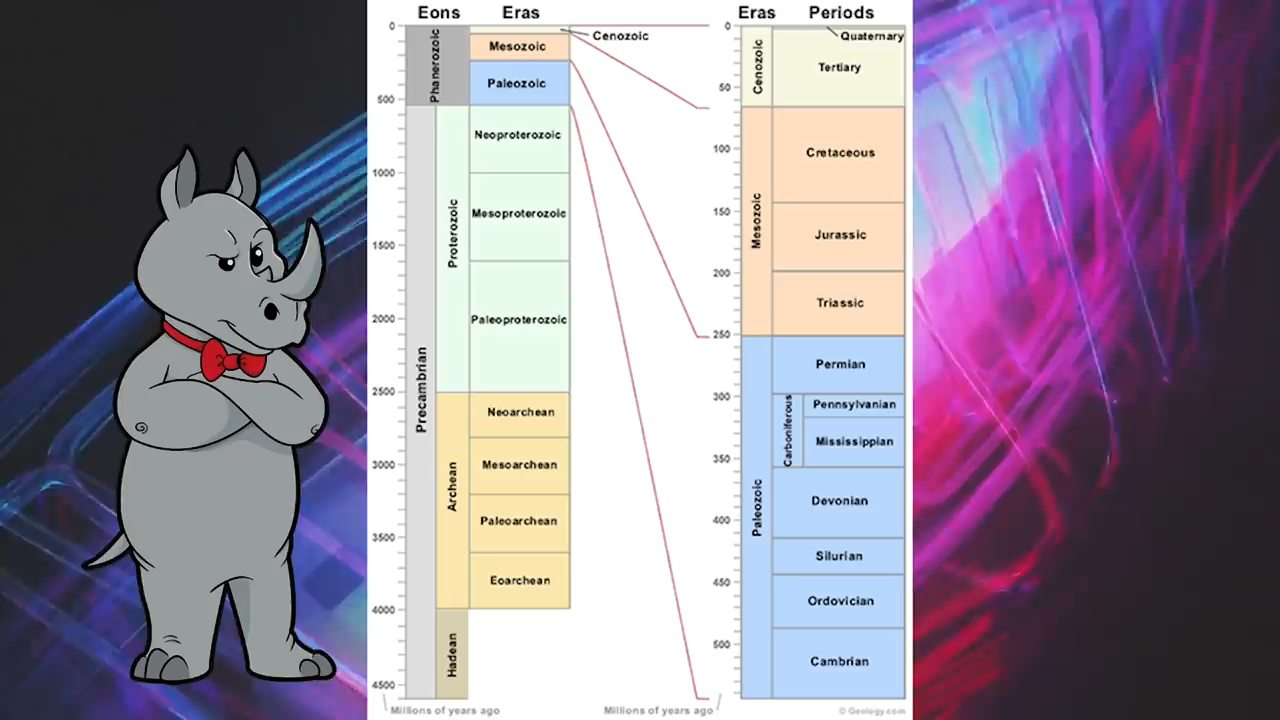 Eons Eras
0
500
1000
1500
2000
2500
3000
3500
4000
4500
Phanerozoic
Precambrian
Proterozoic
Archean
Hadean
Cenozoic
Mesozoic
Paleozoic
Neoproterozoic
Mesoproterozoic
Paleoproterozoic
Neoarchean
Mesoarchean
Paleoarchean
Eoarchean
Millions of years ago
Eras Periods
0
50
100
150
200
250
300
350
400
450
500
Cenozoic
Mesozoic
Paleozoic
Quaternary
Tertiary
Cretaceous
Jurassic
Triassic
Permian
Carboniferous
Pennsylvanian
Mississippian
Devonian
Silurian
Ordovician
Cambrian
Millions of years ago
© Geology.com